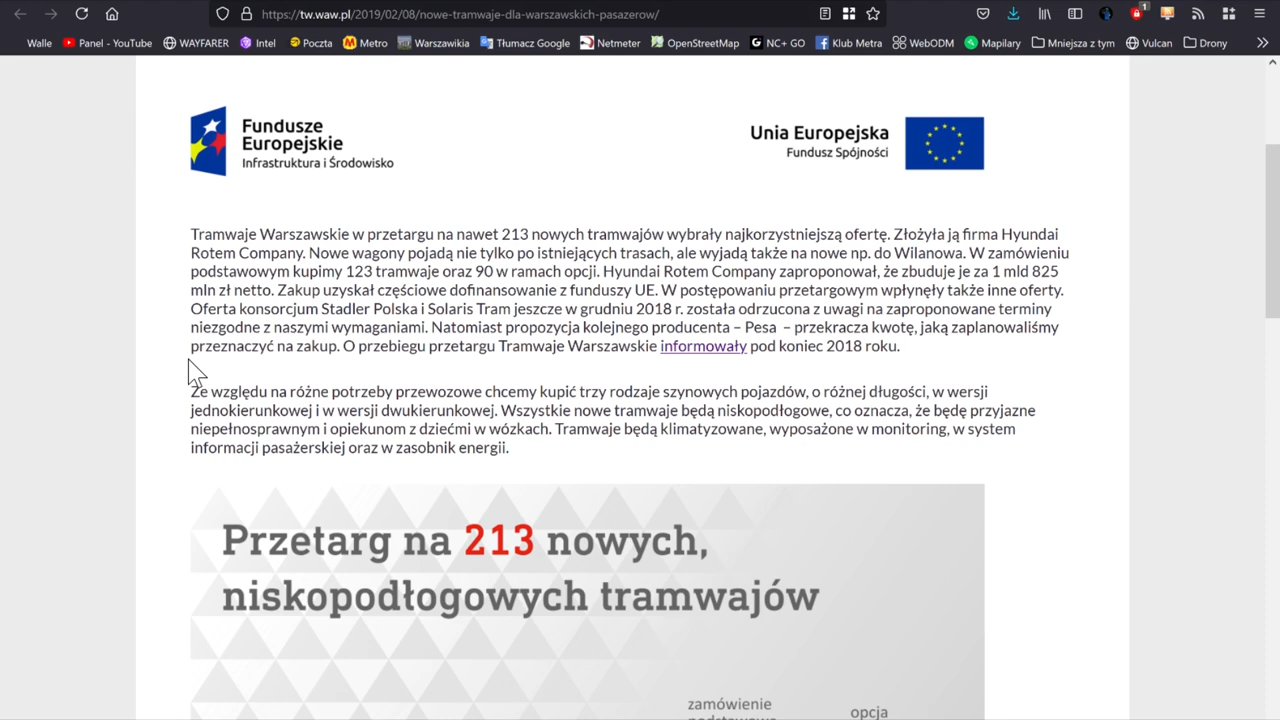 https://tw.waw.pl/2019/02/08/nowe-tramwaje-dla-warszawskich-pasazerow/
1
Walle Panel - YouTube WAYFARER Intel Poczta Metro Warszawikia Tłumacz Google Netmeter OpenStreetMap NC+ GO Klub Metra WebODM Mapilary Mniejsza z tym Vulcan Drony
Fundusze
Europejskie
Infrastruktura i Środowisko
Unia Europejska
Fundusz Spójności
Tramwaje Warszawskie w przetargu na nawet 213 nowych tramwajów wybrały najkorzystniejszą ofertę. Złożyła ją firma Hyundai
Rotem Company. Nowe wagony pojadą nie tylko po istniejących trasach, ale wyjadą także na nowe np. do Wilanowa. W zamówieniu
podstawowym kupimy 123 tramwaje oraz 90 w ramach opcji. Hyundai Rotem Company zaproponował, że zbuduje je za 1 mld 825
mln zł netto. Zakup uzyskał częściowe dofinansowanie z funduszy UE. W postępowaniu przetargowym wpłynęły także inne oferty.
Oferta konsorcjum Stadler Polska i Solaris Tram jeszcze w grudniu 2018 r. została odrzucona z uwagi na zaproponowane terminy
niezgodne z naszymi wymaganiami. Natomiast propozycja kolejnego producenta – Pesa – przekracza kwotę, jaką zaplanowaliśmy
przeznaczyć na zakup. O przebiegu przetargu Tramwaje Warszawskie informowały pod koniec 2018 roku.
Ze względu na różne potrzeby przewozowe chcemy kupić trzy rodzaje szynowych pojazdów, o różnej długości, w wersji
jednokierunkowej i w wersji dwukierunkowej. Wszystkie nowe tramwaje będą niskopodłogowe, co oznacza, że będę przyjazne
niepełnosprawnym i opiekunom z dziećmi w wózkach. Tramwaje będą klimatyzowane, wyposażone w monitoring, w system
informacji pasażerskiej oraz w zasobnik energii.
Przetarg na 213 nowych,
niskopodłogowych tramwajów
zamówienie
podstawowe
opcja